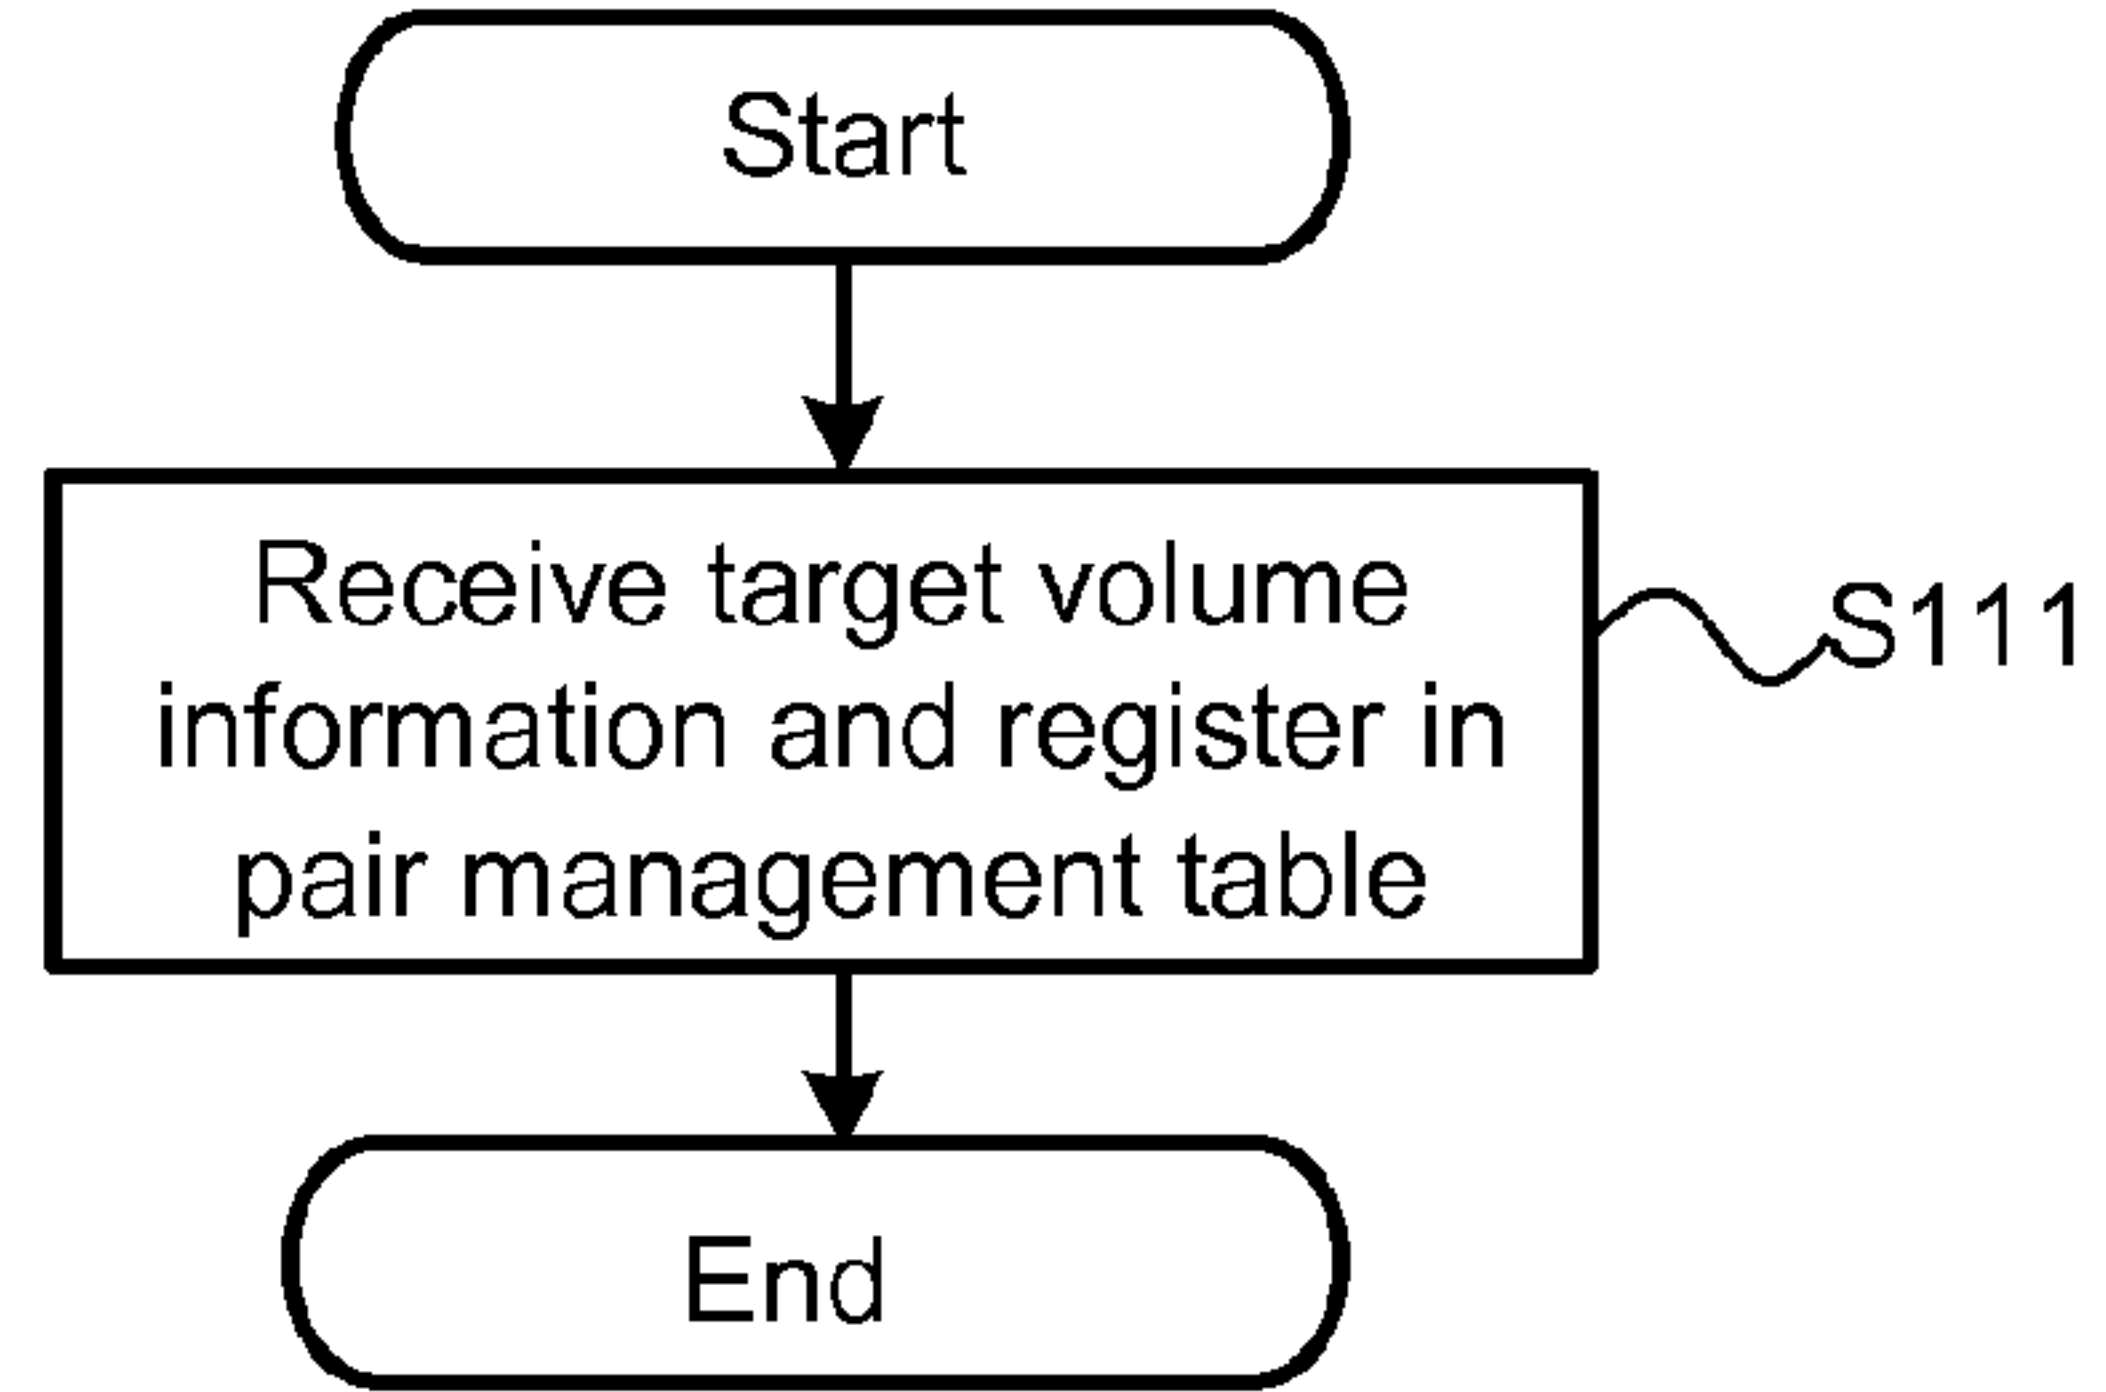 Start
Receive target volume
information and register in
pair management table
S111
End